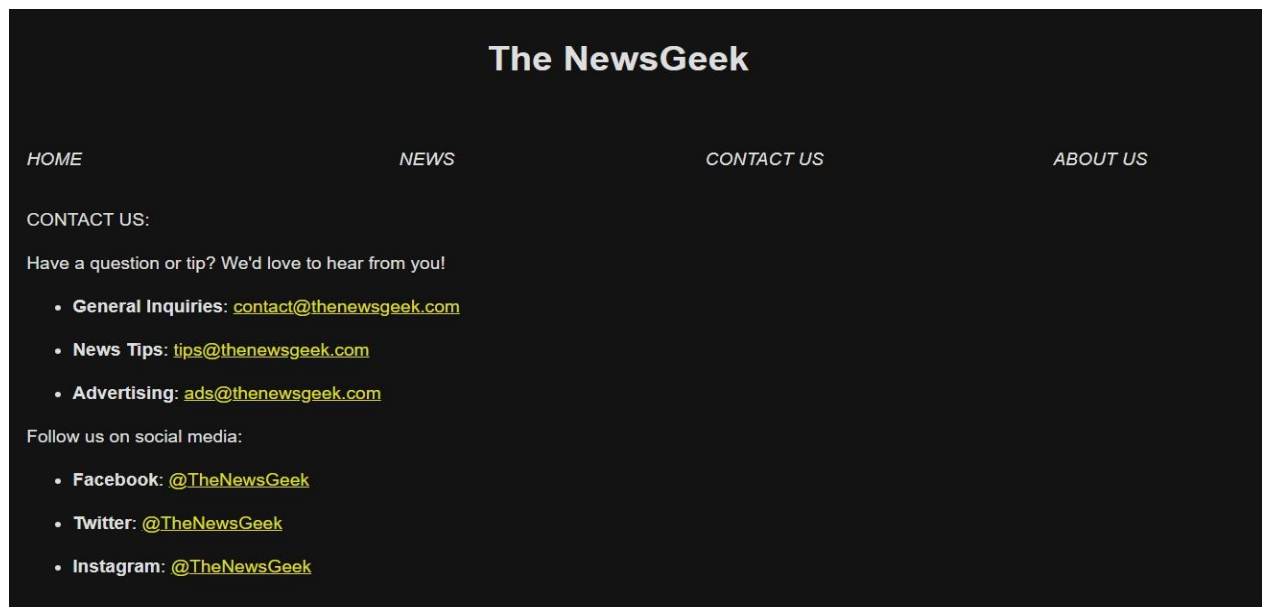 The NewsGeek
HOME NEWS CONTACT US ABOUT US
CONTACT US:
Have a question or tip? We'd love to hear from you!
• General Inquiries: contact@thenewsgeek.com
• News Tips: tips@thenewsgeek.com
• Advertising: ads@thenewsgeek.com
Follow us on social media:
• Facebook: @TheNewsGeek
• Twitter: @TheNewsGeek
• Instagram: @TheNewsGeek